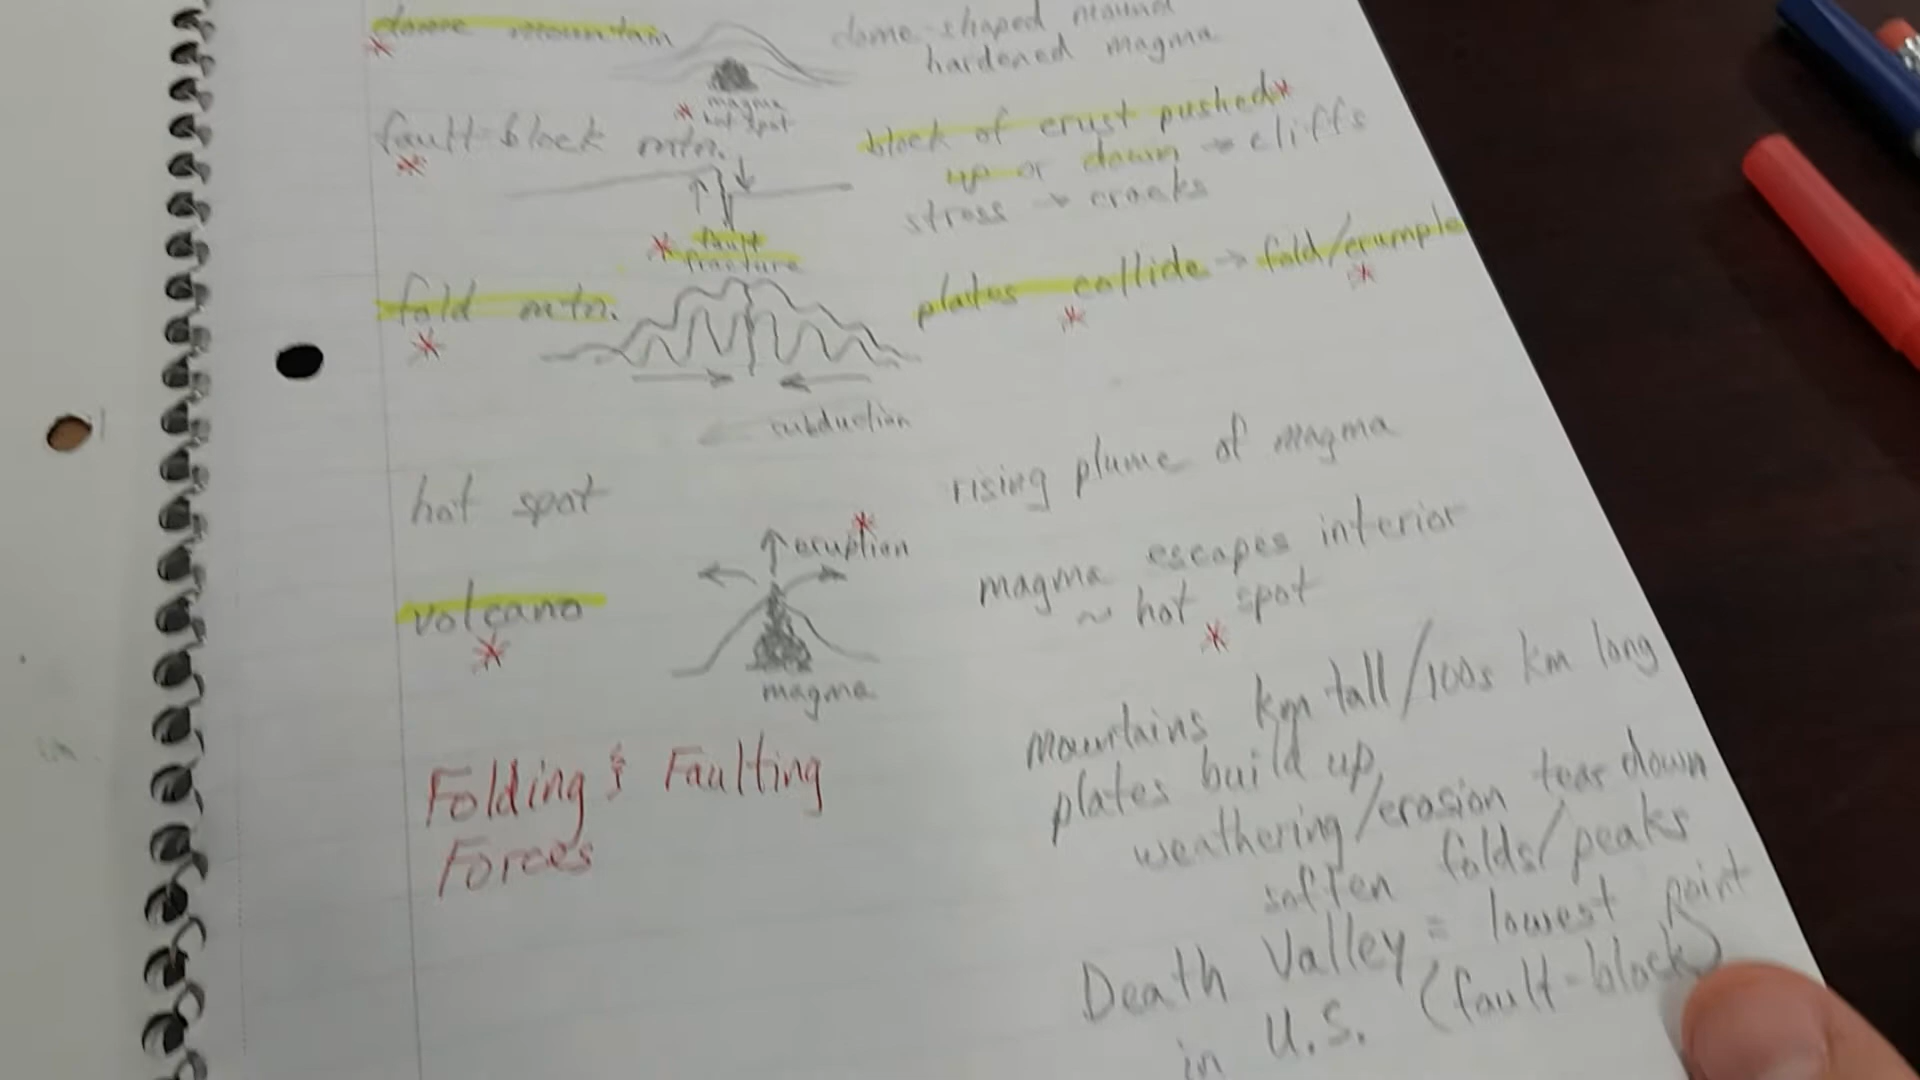 dome mountain
dome-shaped mound
hardened magma
magma
hot spot
fault-block mtn.
block of crust pushed
up or down → cliffs
stress → cracks
fault
fracture
fold mtn.
plates collide → fold/crumple
subduction
hot spot
rising plume of magma
volcano
eruption
magma
magma escapes interior
~ hot spot
Folding & Faulting
Forces
mountains km tall/100s km long
plates build up,
weathering/erosion tear down
soften folds/peaks
Death Valley = lowest point
in U.S. (fault-block)